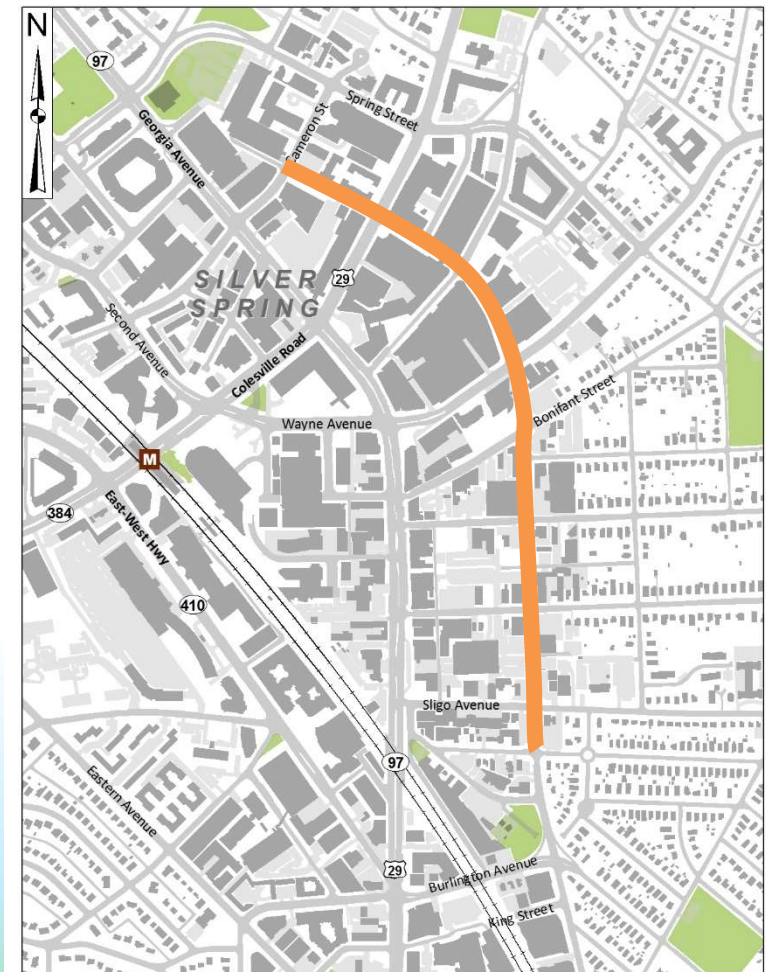 N
97
Georgia Avenue
Cameron St
Spring Street
SILVER
SPRING
29
Second Avenue
Colesville Road
Wayne Avenue
Bonifant Street
M
384
East-West Hwy
410
Sligo Avenue
97
Eastern Avenue
29
Burlington Avenue
King Street